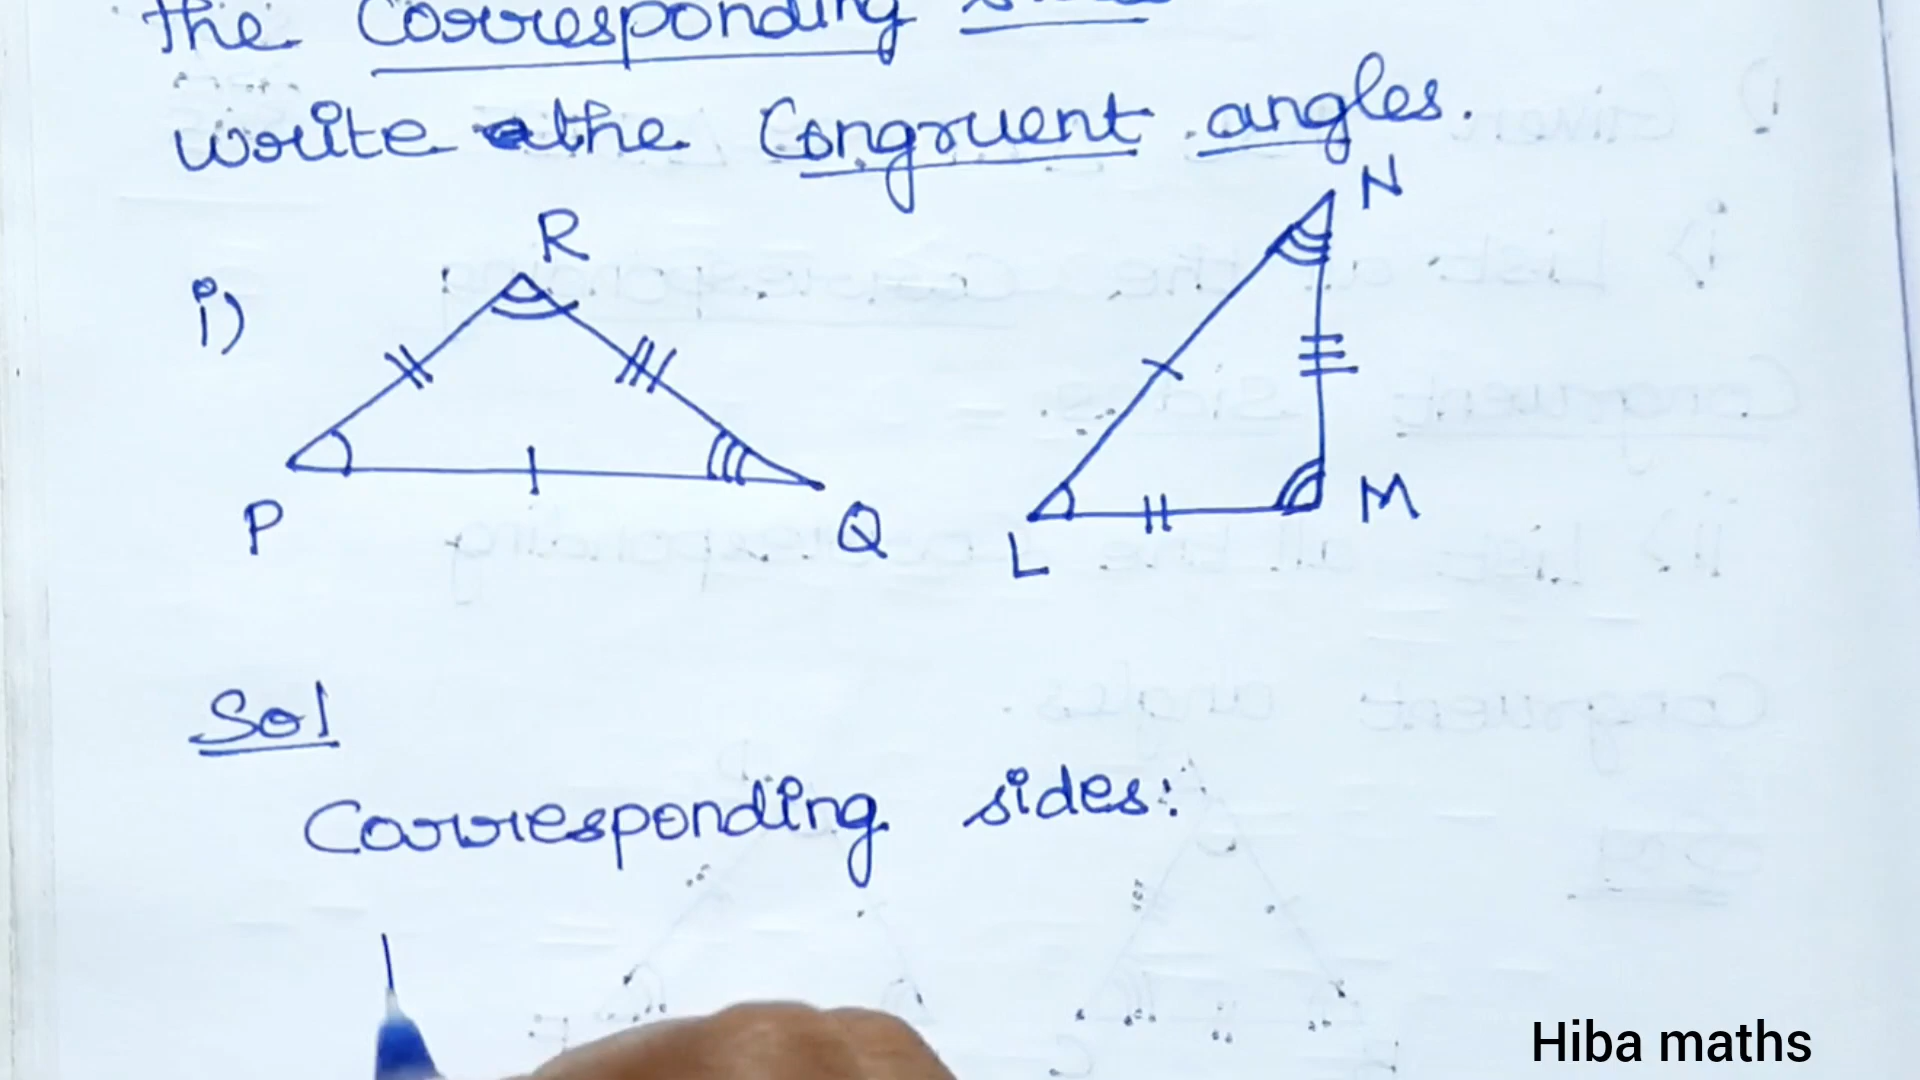 the Corresponding
write the Congruent angles.
R
N
i)
P
Q
L
M
Sol
Corresponding sides:
Hiba maths